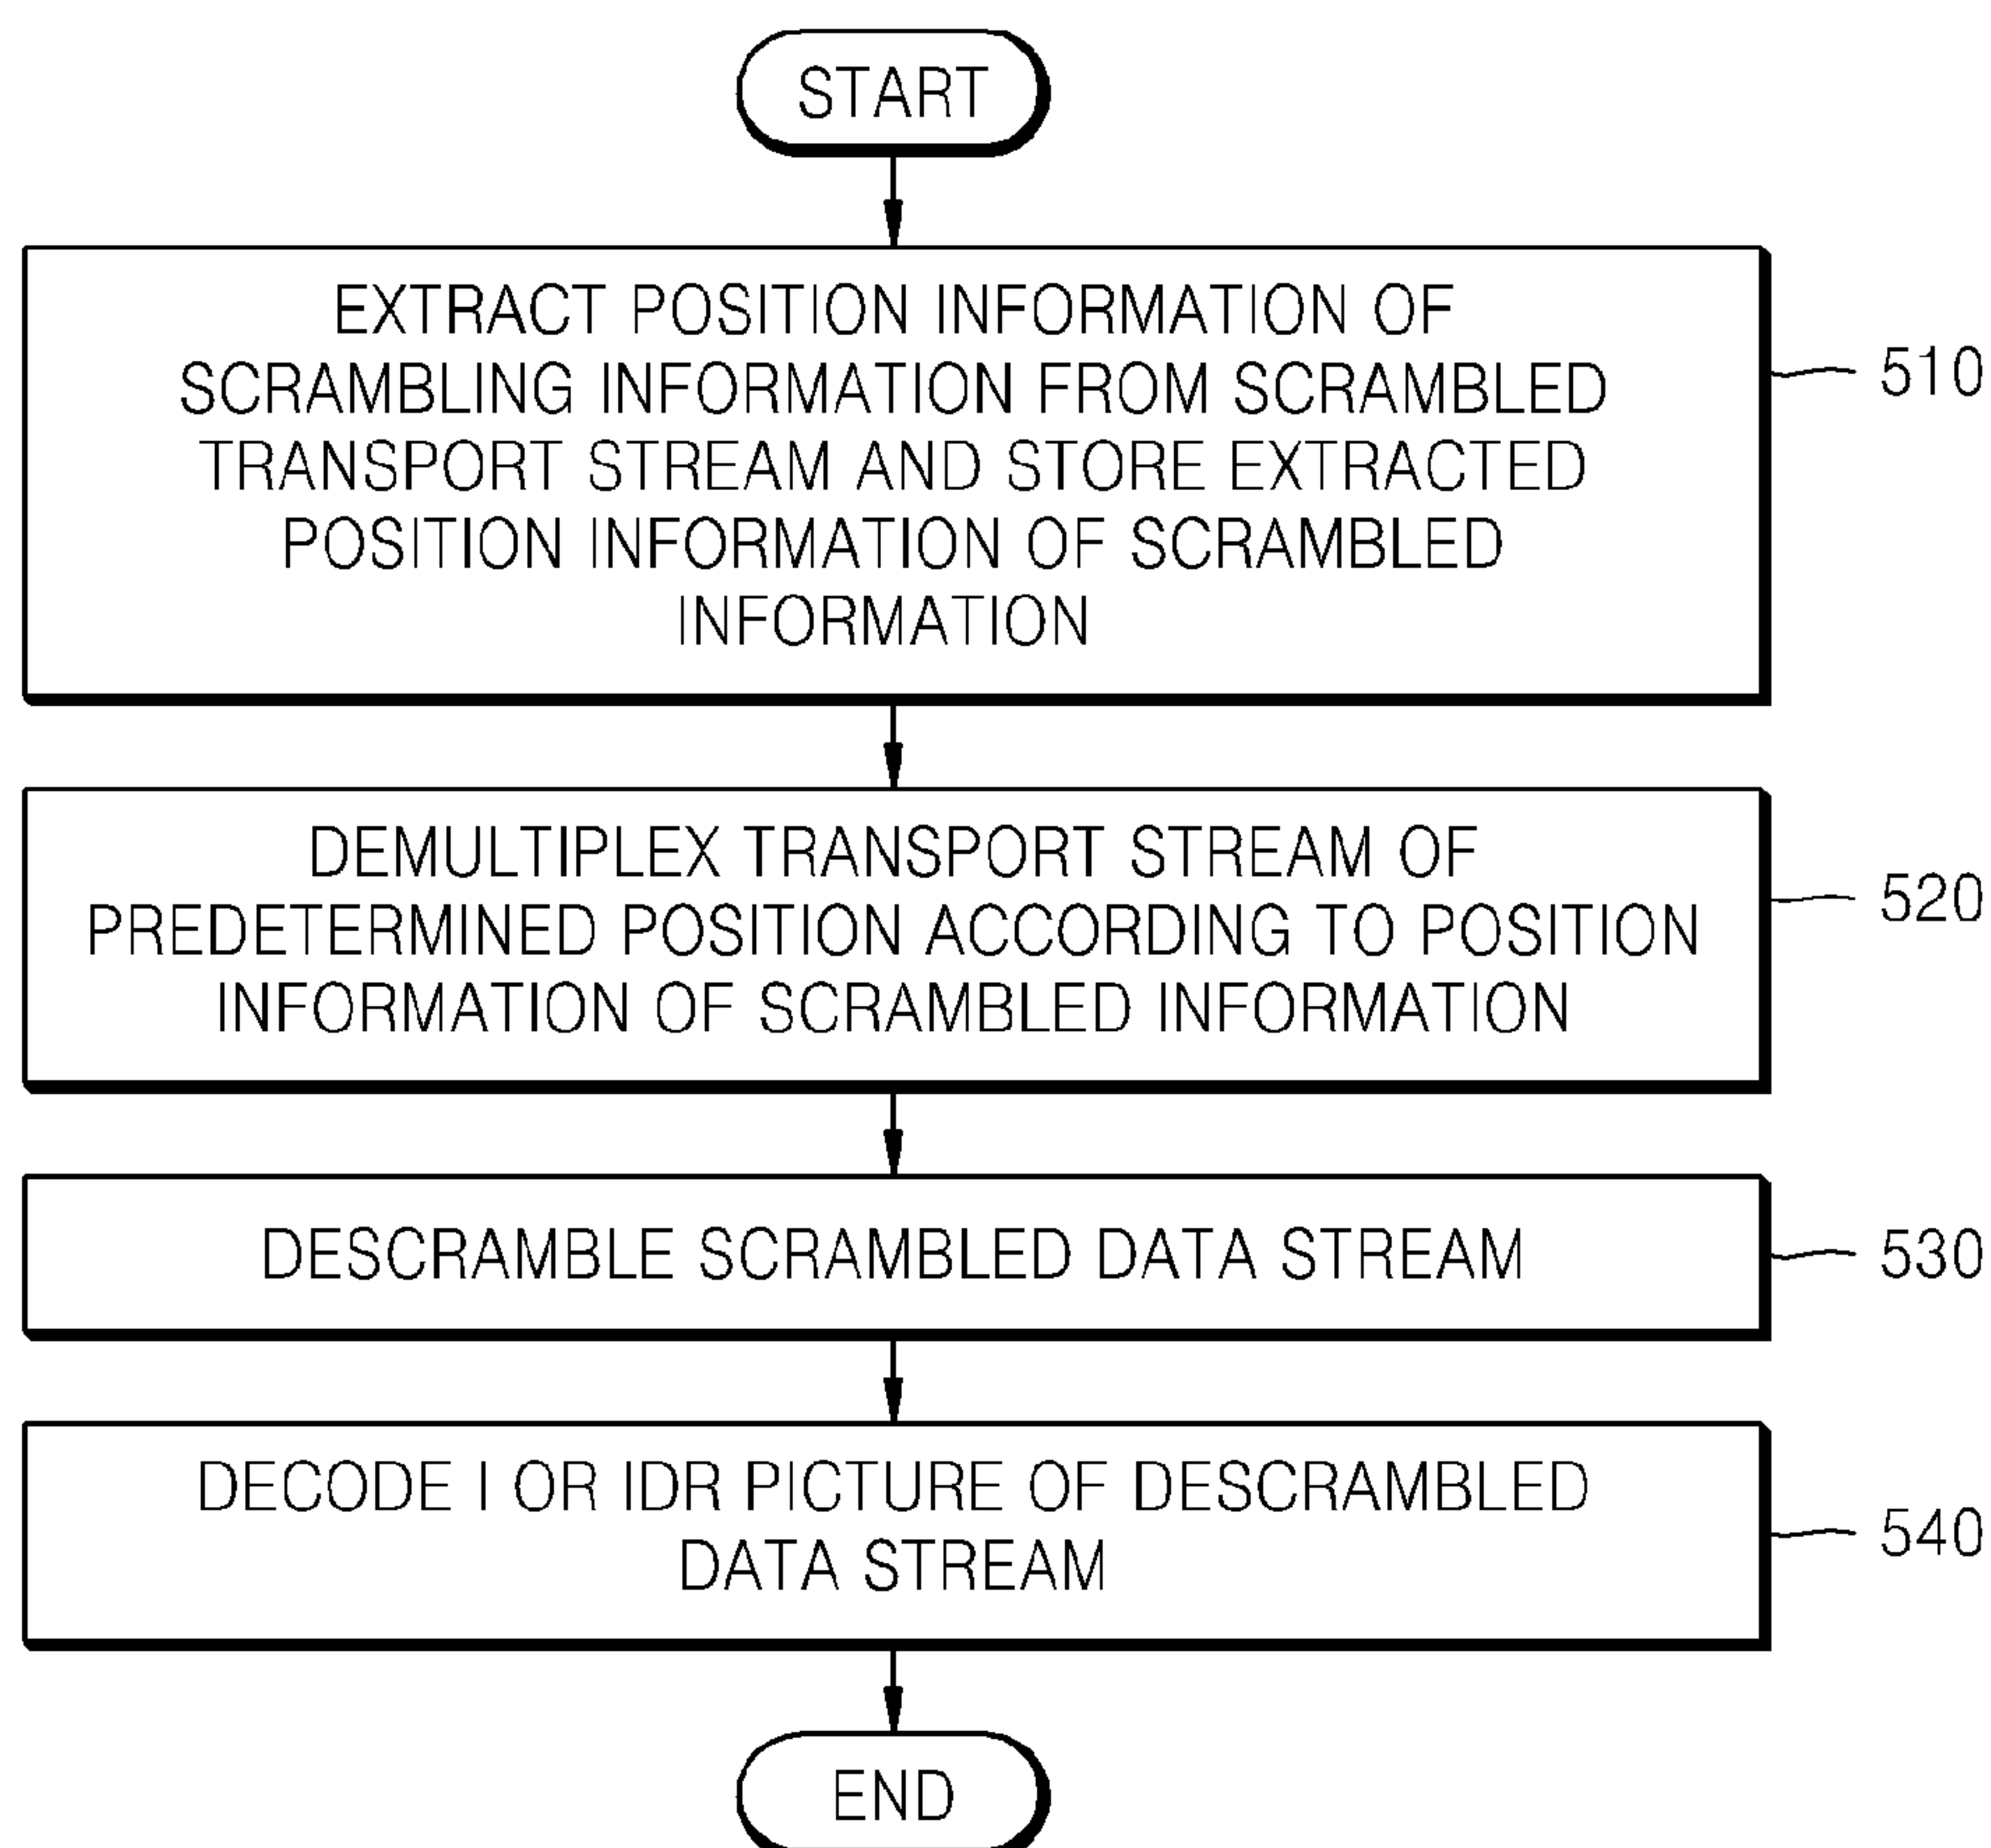 START
EXTRACT POSITION INFORMATION OF
SCRAMBLING INFORMATION FROM SCRAMBLED
TRANSPORT STREAM AND STORE EXTRACTED
POSITION INFORMATION OF SCRAMBLED
INFORMATION
510
DEMULTIPLEX TRANSPORT STREAM OF
PREDETERMINED POSITION ACCORDING TO POSITION
INFORMATION OF SCRAMBLED INFORMATION
520
DESCRAMBLE SCRAMBLED DATA STREAM
530
DECODE I OR IDR PICTURE OF DESCRAMBLED
DATA STREAM
540
END